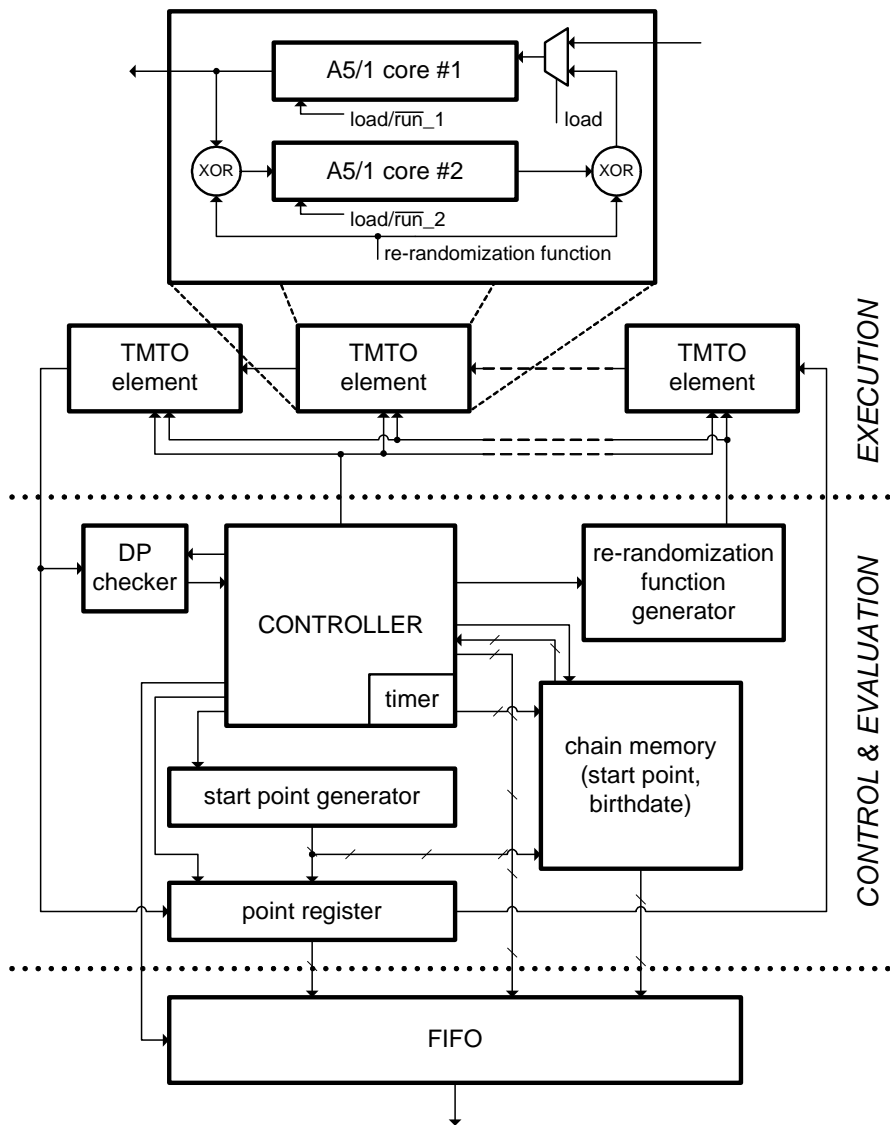 A5/1 core #1
load/r̅u̅n̅_1
load
XOR
A5/1 core #2
XOR
load/r̅u̅n̅_2
re-randomization function
TMTO
element
TMTO
element
TMTO
element
EXECUTION
DP
checker
CONTROLLER
timer
re-randomization
function
generator
chain memory
(start point,
birthdate)
start point generator
point register
CONTROL & EVALUATION
FIFO